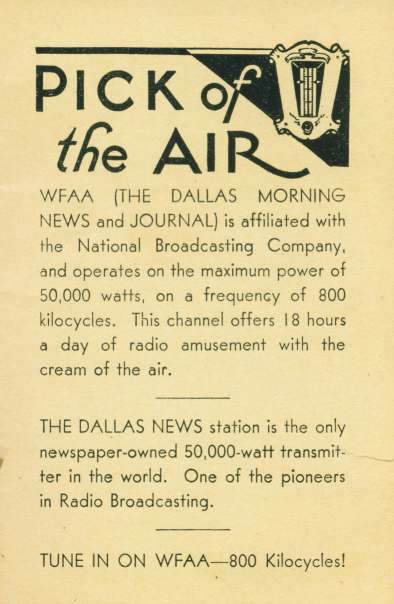 PICK of
the AIR
WFAA (THE DALLAS MORNING
NEWS and JOURNAL) is affiliated with
the National Broadcasting Company,
and operates on the maximum power of
50,000 watts, on a frequency of 800
kilocycles. This channel offers 18 hours
a day of radio amusement with the
cream of the air.
THE DALLAS NEWS station is the only
newspaper-owned 50,000-watt transmit-
ter in the world. One of the pioneers
in Radio Broadcasting.
TUNE IN ON WFAA—800 Kilocycles!